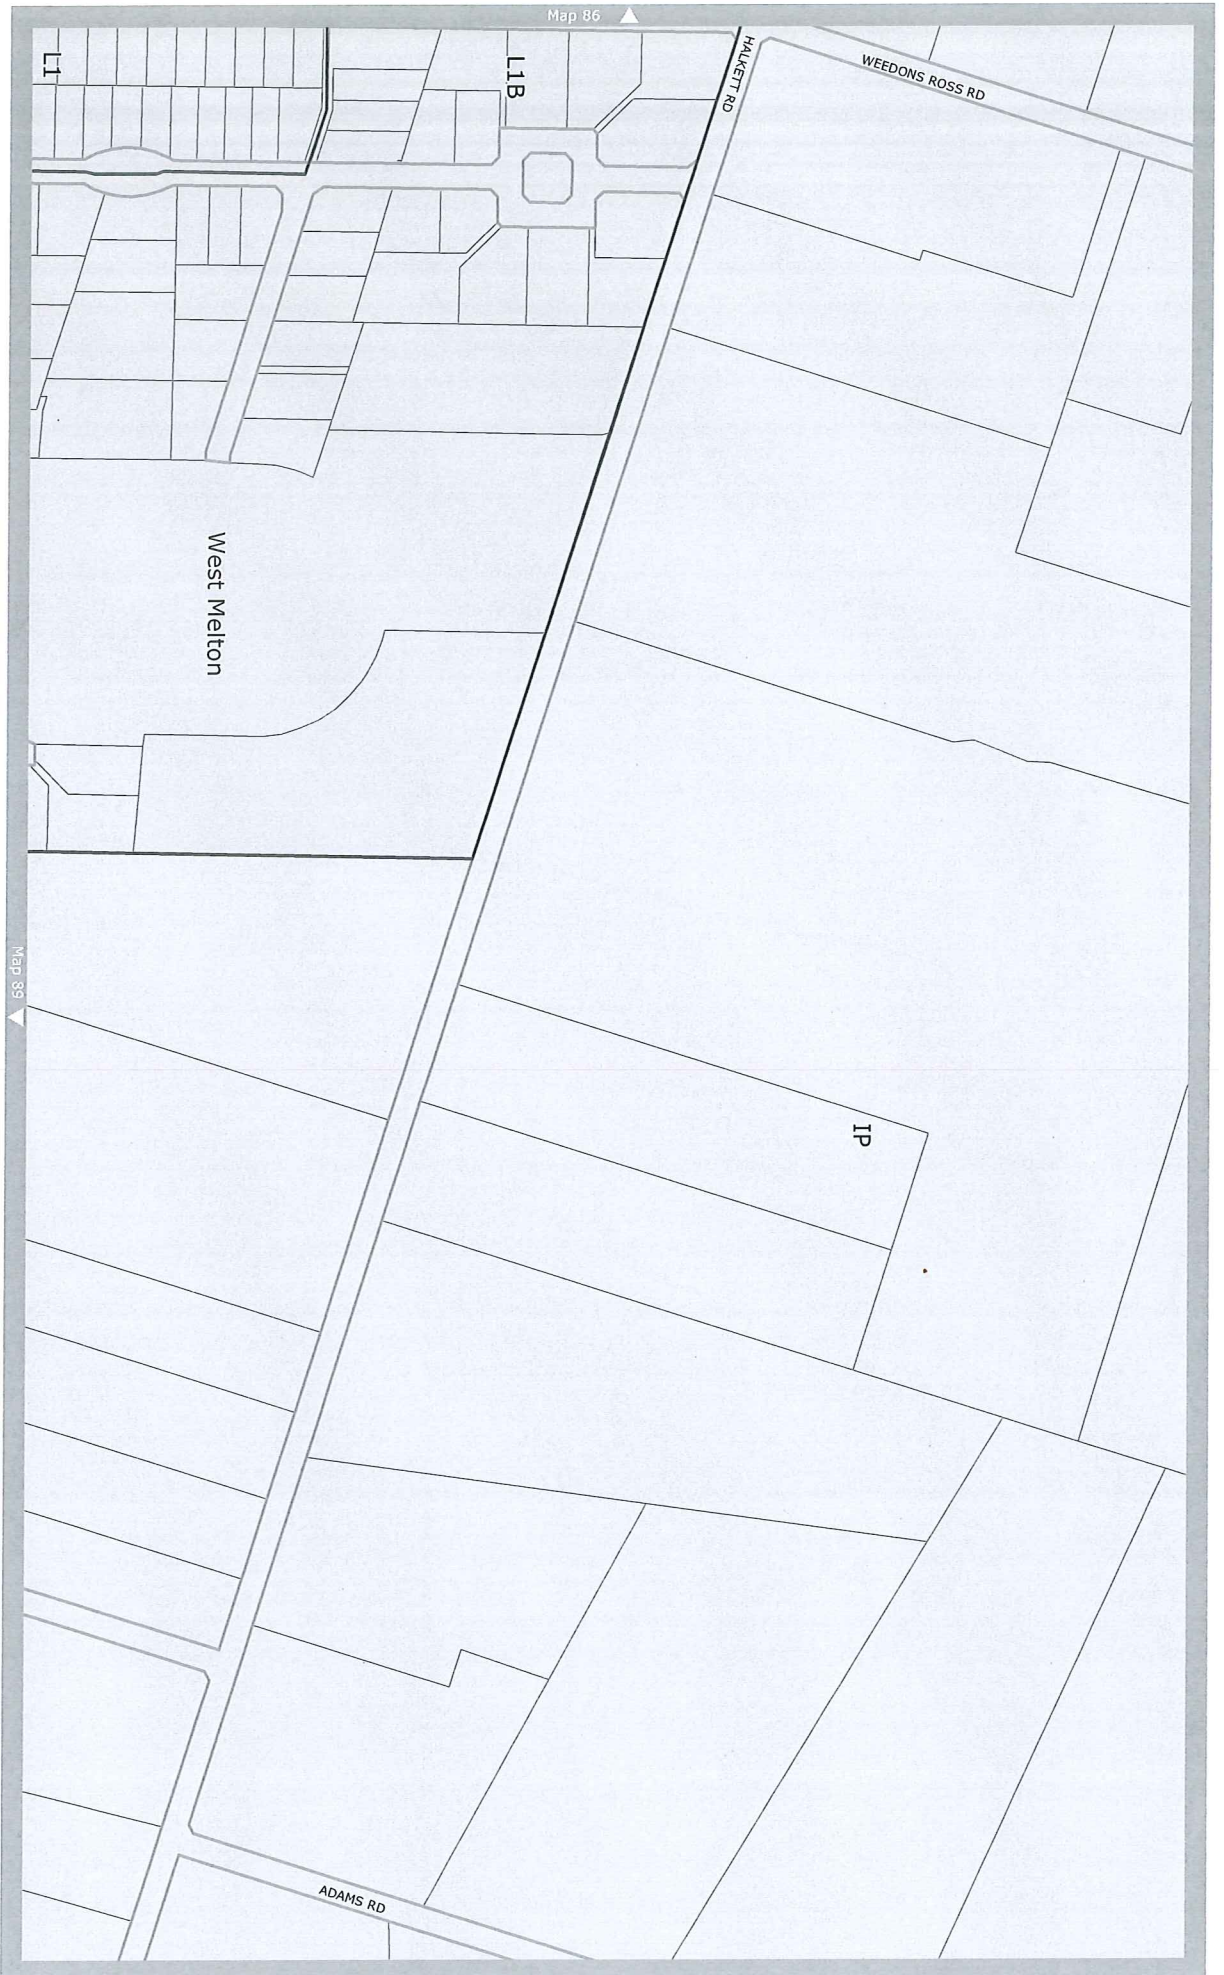 Map 86
L1
L1B
HALKETT RD
WEEDONS ROSS RD
West Melton
Map 89
IP
ADAMS RD